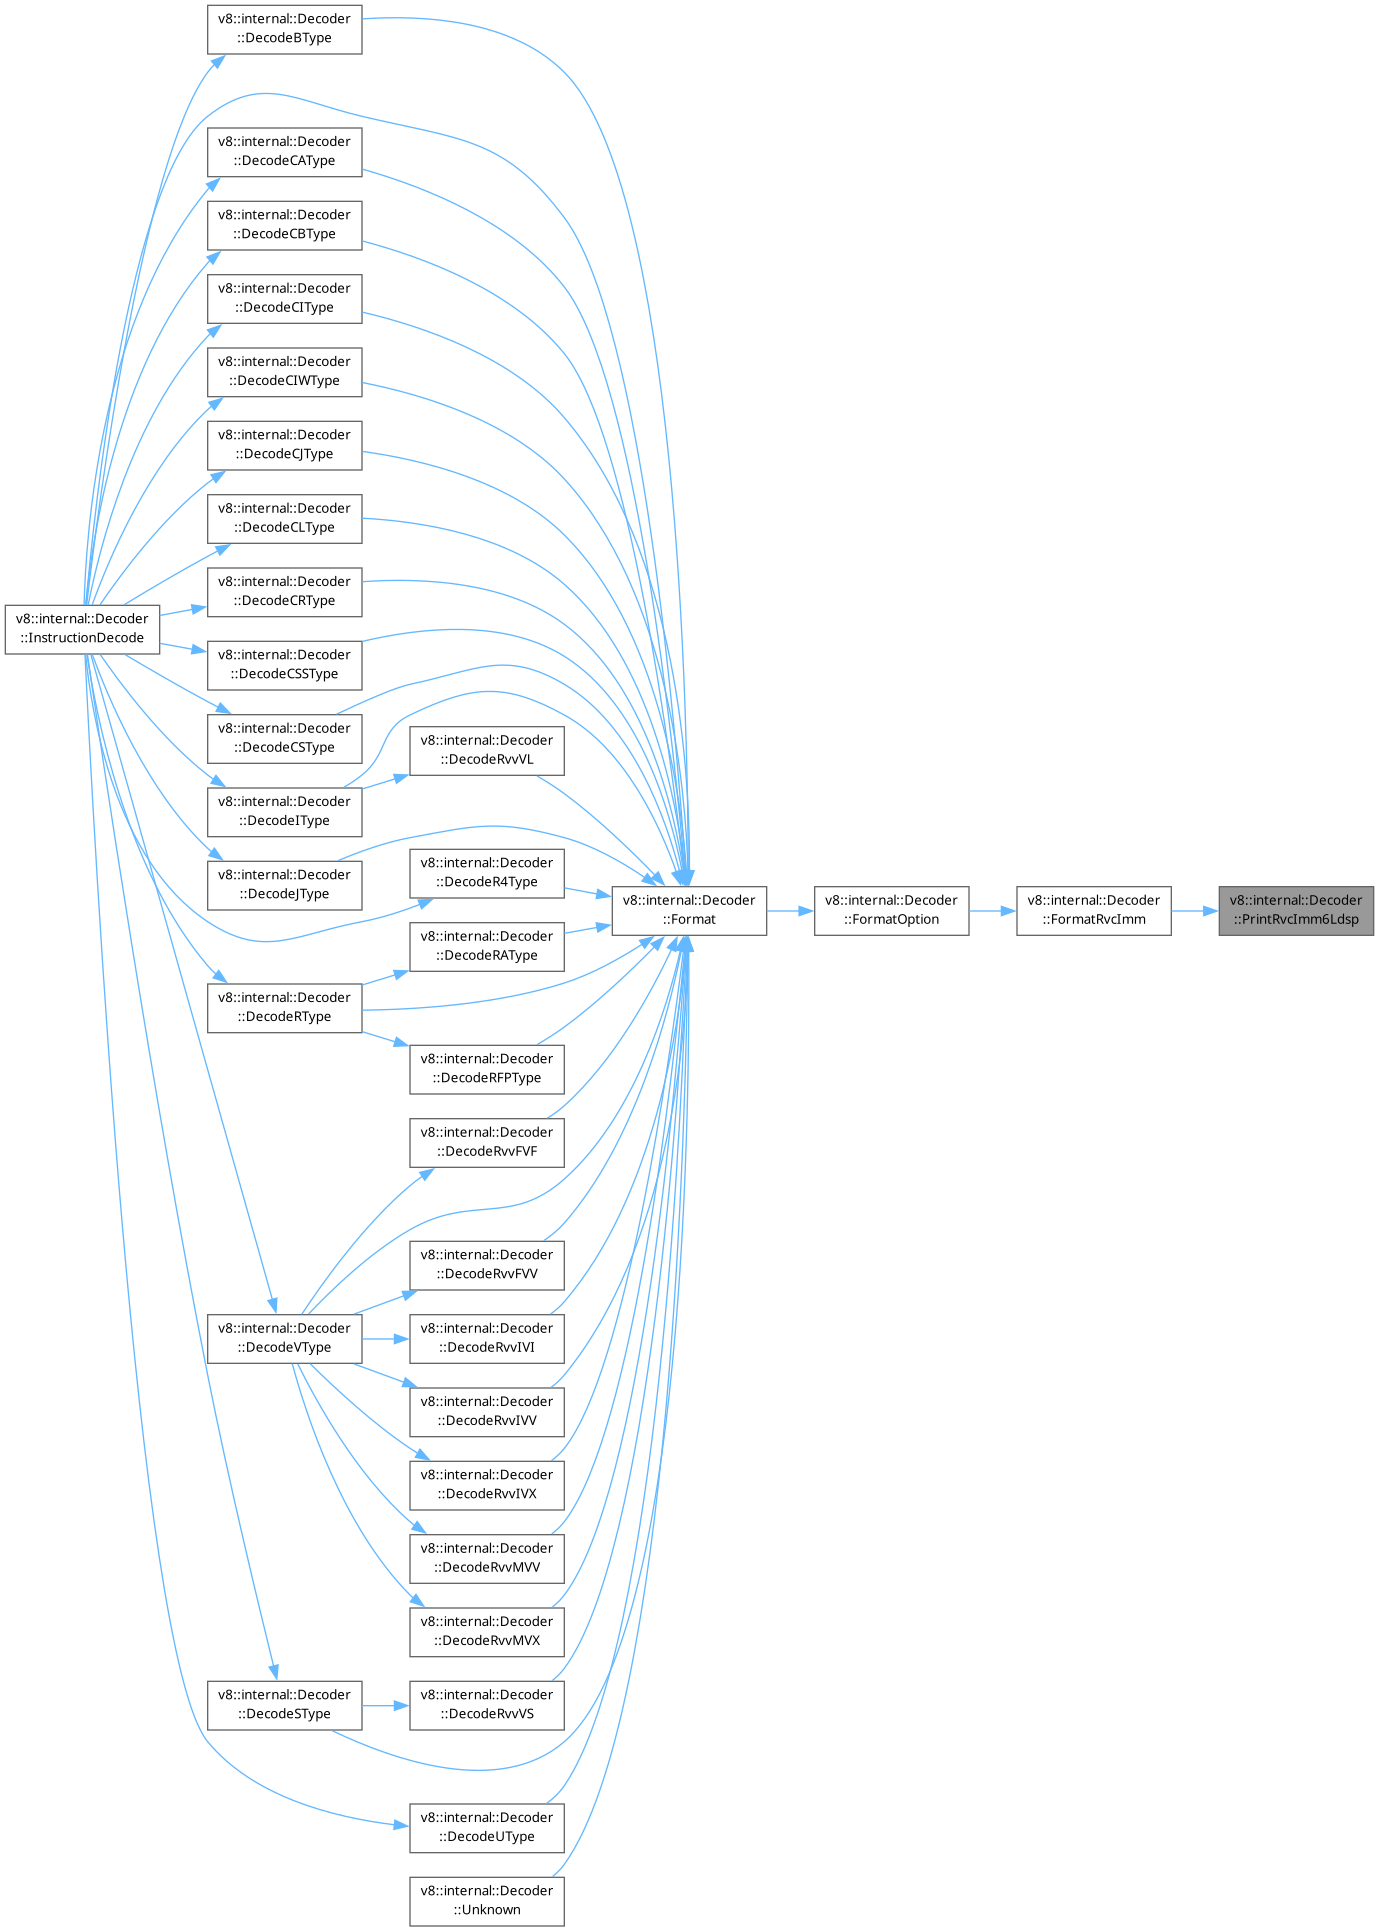 v8::internal::Decoder
::DecodeBType
v8::internal::Decoder
::DecodeCAType
v8::internal::Decoder
::DecodeCBType
v8::internal::Decoder
::DecodeCIType
v8::internal::Decoder
::DecodeCIWType
v8::internal::Decoder
::DecodeCJType
v8::internal::Decoder
::DecodeCLType
v8::internal::Decoder
::DecodeCRType
v8::internal::Decoder
::InstructionDecode
v8::internal::Decoder
::DecodeCSSType
v8::internal::Decoder
::DecodeCSType
v8::internal::Decoder
::DecodeRvvVL
v8::internal::Decoder
::DecodeIType
v8::internal::Decoder
::DecodeR4Type
v8::internal::Decoder
::DecodeJType
v8::internal::Decoder
::Format
v8::internal::Decoder
::FormatOption
v8::internal::Decoder
::FormatRvcImm
v8::internal::Decoder
::PrintRvcImm6Ldsp
v8::internal::Decoder
::DecodeRAType
v8::internal::Decoder
::DecodeRType
v8::internal::Decoder
::DecodeRFPType
v8::internal::Decoder
::DecodeRvvFVF
v8::internal::Decoder
::DecodeRvvFVV
v8::internal::Decoder
::DecodeVType
v8::internal::Decoder
::DecodeRvvIVI
v8::internal::Decoder
::DecodeRvvIVV
v8::internal::Decoder
::DecodeRvvIVX
v8::internal::Decoder
::DecodeRvvMVV
v8::internal::Decoder
::DecodeRvvMVX
v8::internal::Decoder
::DecodeSType
v8::internal::Decoder
::DecodeRvvVS
v8::internal::Decoder
::DecodeUType
v8::internal::Decoder
::Unknown